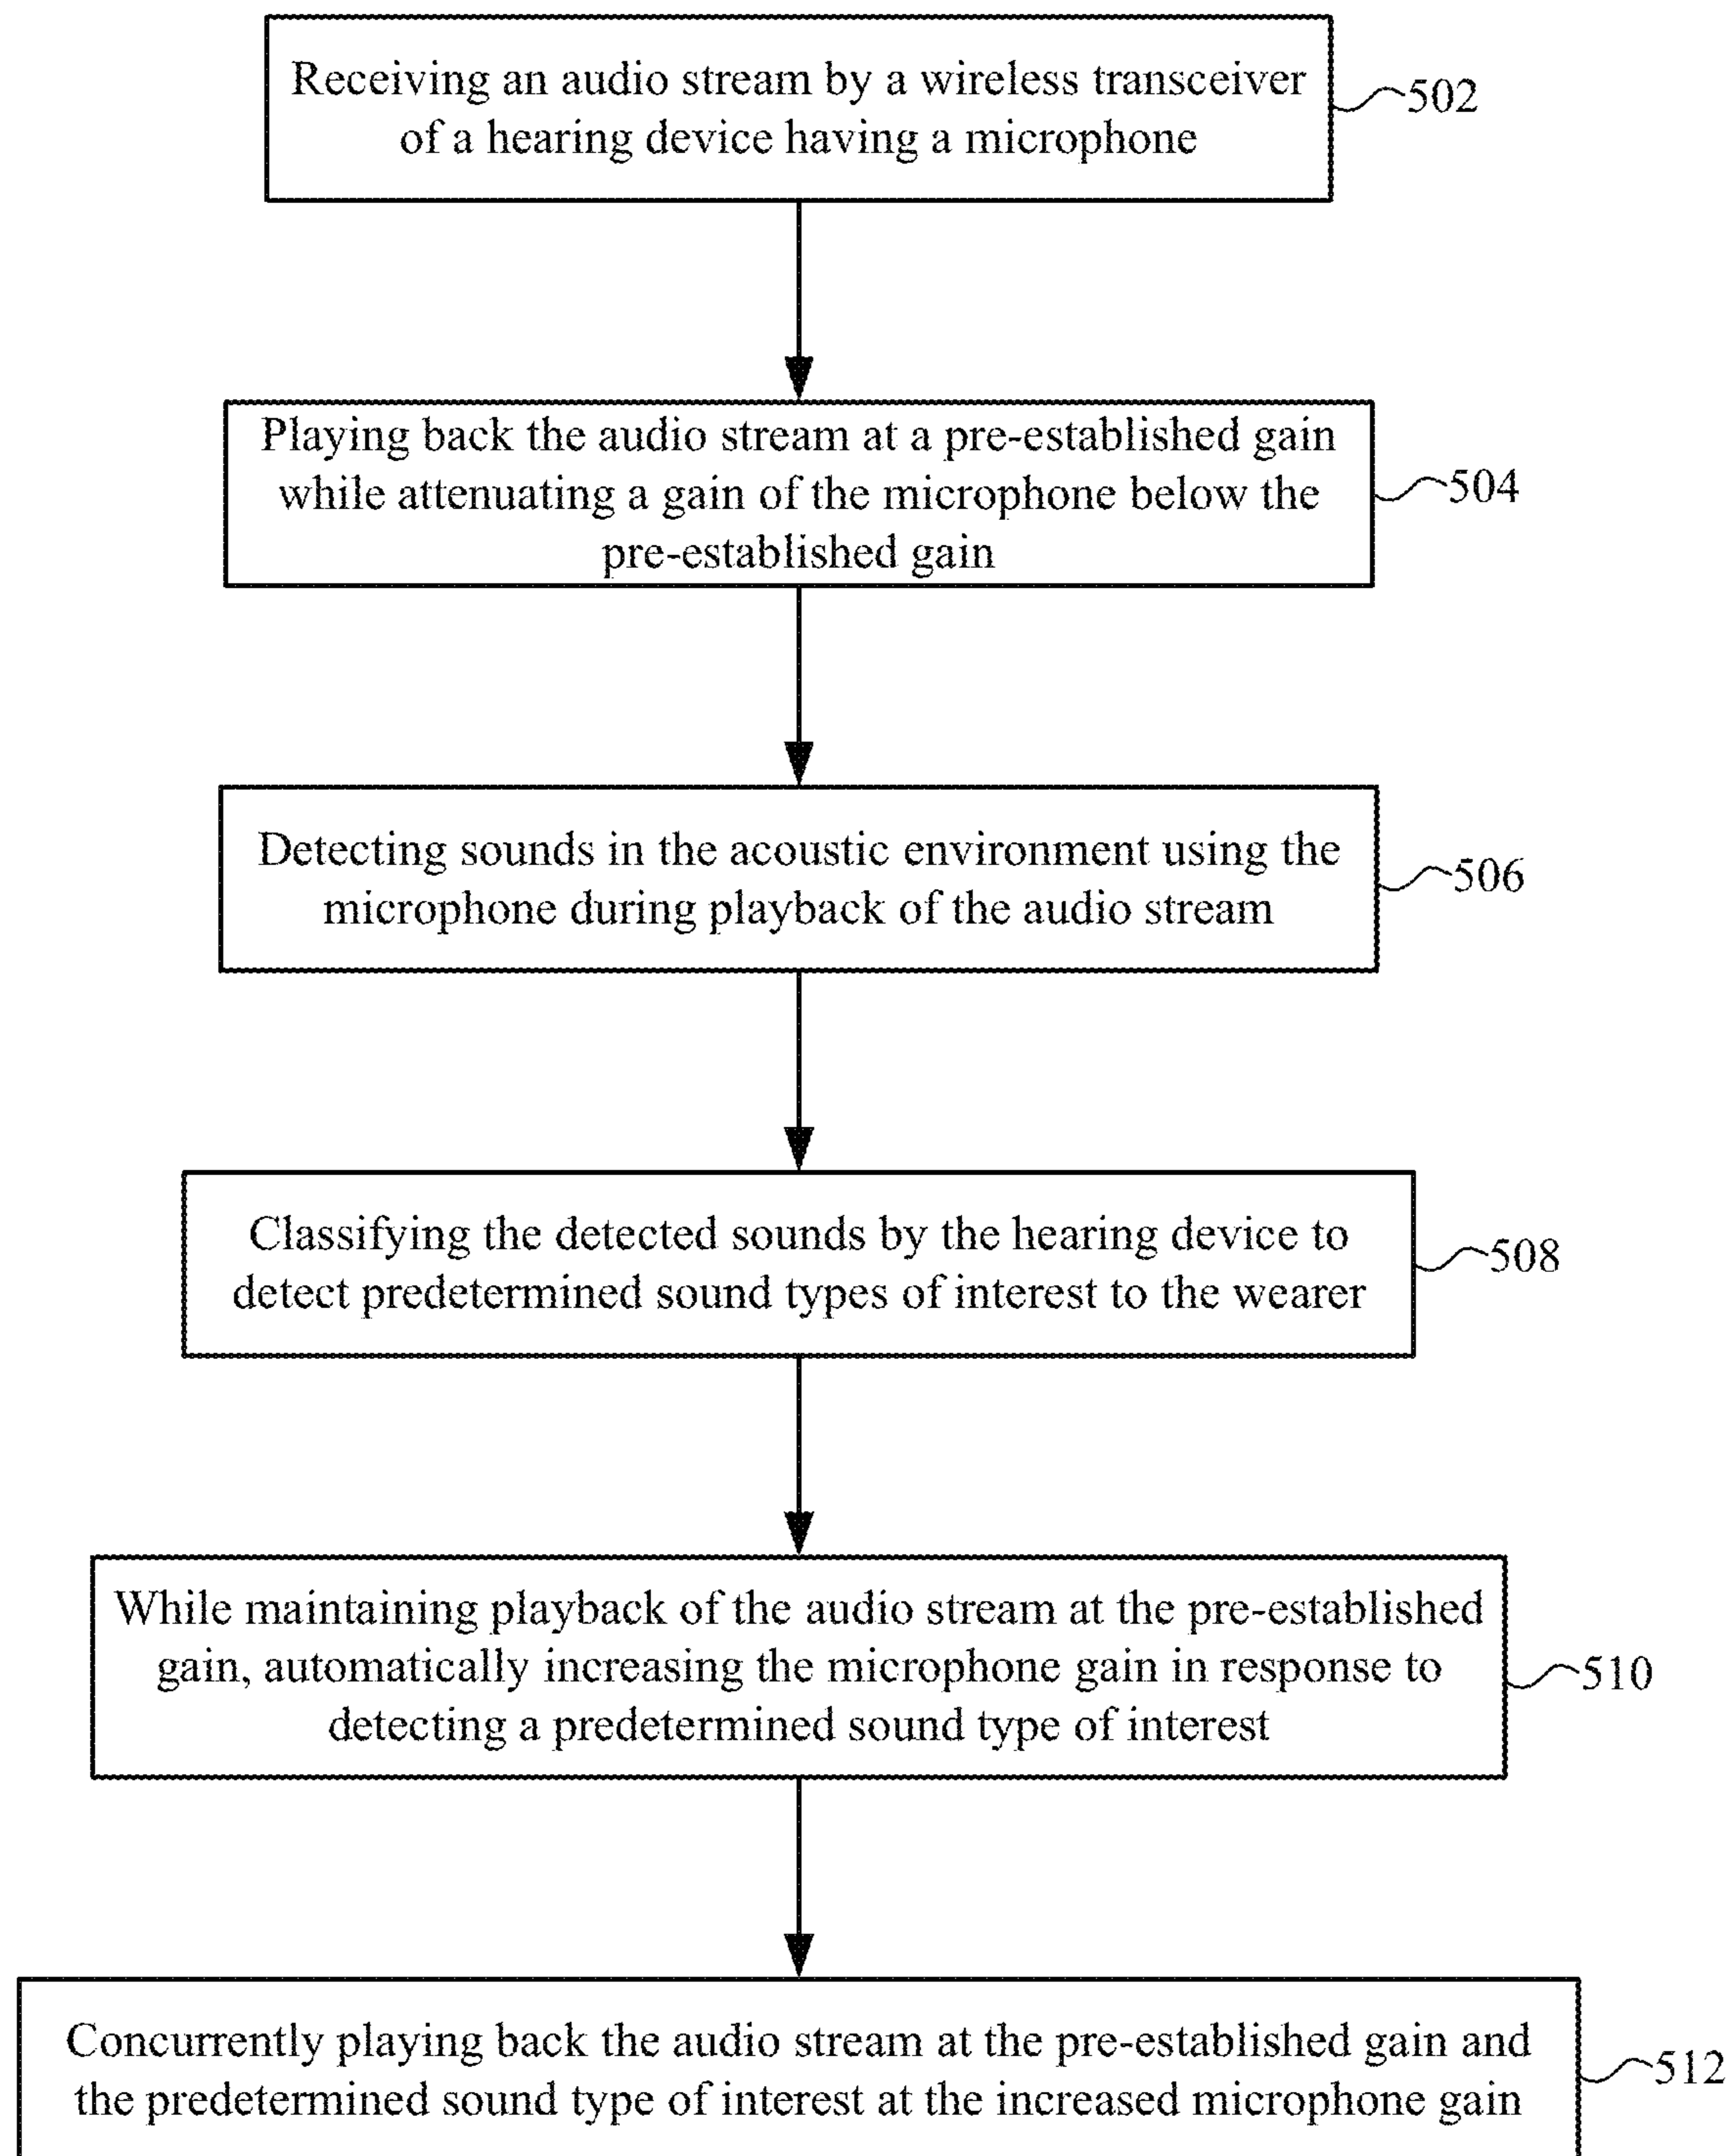 Receiving an audio stream by a wireless transceiver
of a hearing device having a microphone
502
Playing back the audio stream at a pre-established gain
while attenuating a gain of the microphone below the
pre-established gain
504
Detecting sounds in the acoustic environment using the
microphone during playback of the audio stream
506
Classifying the detected sounds by the hearing device to
detect predetermined sound types of interest to the wearer
508
While maintaining playback of the audio stream at the pre-established
gain, automatically increasing the microphone gain in response to
detecting a predetermined sound type of interest
510
Concurrently playing back the audio stream at the pre-established gain and
the predetermined sound type of interest at the increased microphone gain
512